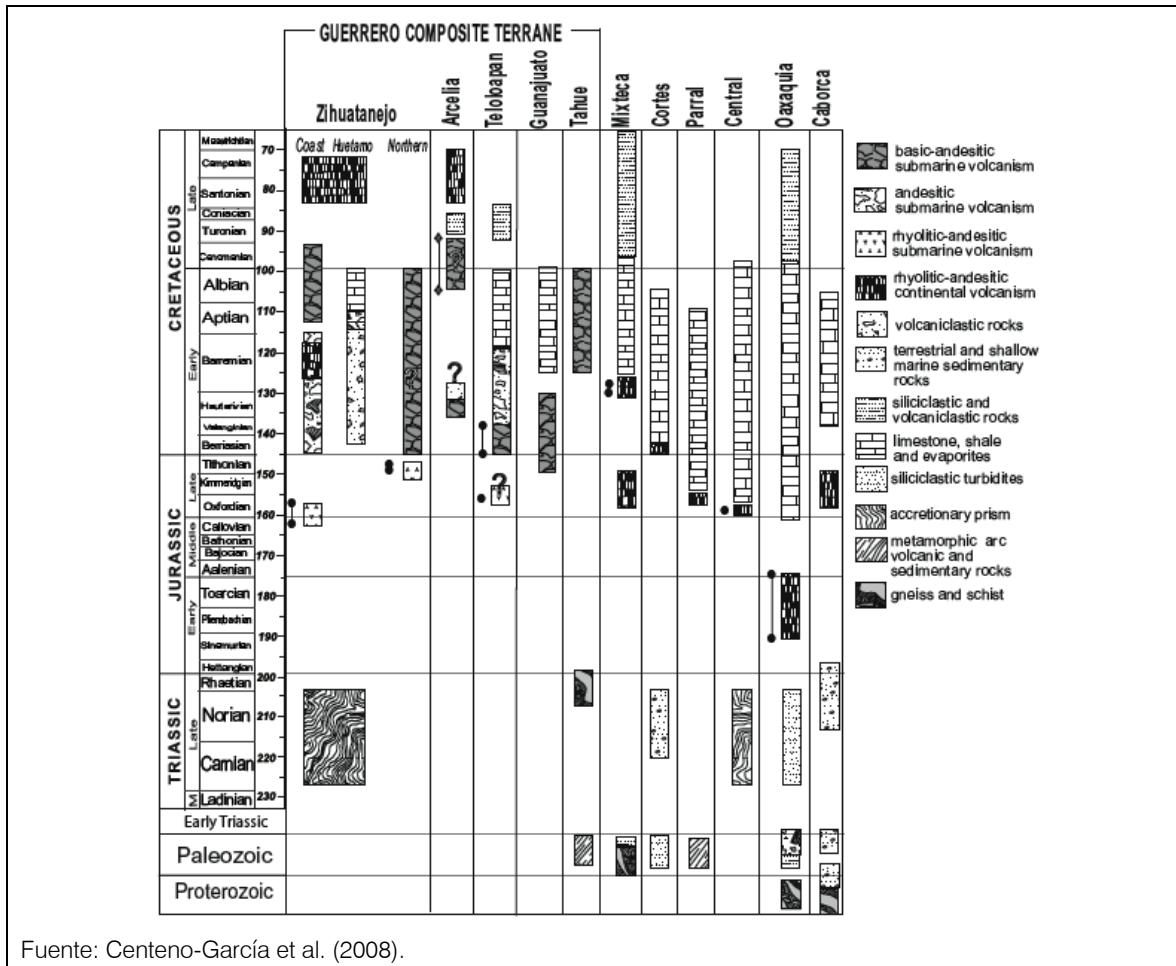 GUERRERO COMPOSITE TERRANE
Zihuatanejo
Arcelia
Teloloapan
Guanajuato
Tahue
Mixteca
Cortes
Parral
Central
Oaxaquia
Caborca
Coast
Huetamo
Northern
CRETACEOUS
Late
Early
JURASSIC
Late
Middle
Early
TRIASSIC
Late
M
Maastrichtian
Campanian
Santonian
Coniacian
Turonian
Cenomanian
Albian
Aptian
Barremian
Hauterivian
Valanginian
Berriasian
Tithonian
Kimmeridgian
Oxfordian
Callovian
Bathonian
Bajocian
Aalenian
Toarcian
Pliensbachian
Sinemurian
Hettangian
Rhaetian
Norian
Carnian
Ladinian
Early Triassic
Paleozoic
Proterozoic
70
80
90
100
110
120
130
140
150
160
170
180
190
200
210
220
230
?
?
basic-andesitic
submarine volcanism
andesitic
submarine volcanism
rhyolitic-andesitic
submarine volcanism
rhyolitic-andesitic
continental volcanism
volcaniclastic rocks
terrestrial and shallow
marine sedimentary
rocks
siliciclastic and
volcaniclastic rocks
limestone, shale
and evaporites
siliciclastic turbidites
accretionary prism
metamorphic arc
volcanic and
sedimentary rocks
gneiss and schist
Fuente: Centeno-García et al. (2008).